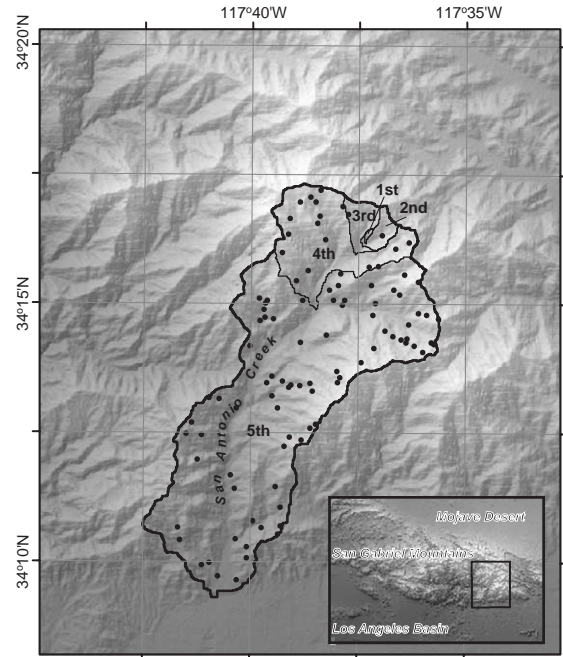 117°40’ 117°35’
34°20’
1st
3rd 2nd
4th
34°15’
San Antonio Creek
5th
Mojave Desert
San Gabriel Mountains
34°10’
Los Angeles Basin